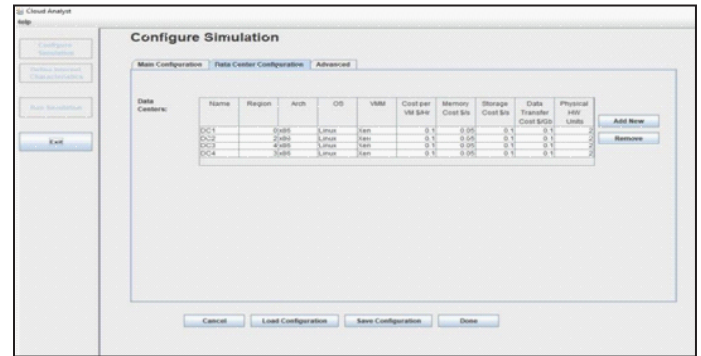 Cloud Analyst
Help
Configure Simulation
Configure
Simulation
Define Internet
Characteristics
Run Simulation
Exit
Main Configuration Data Center Configuration Advanced
Data
Centers:
Name Region Arch OS VMM Cost per VM $/Hr Memory Cost $/s Storage Cost $/s Data Transfer Cost $/Gb Physical HW Units
DC1 0 x86 Linux Xen 0.1 0.05 0.1 0.1 2
DC2 2 x86 Linux Xen 0.1 0.05 0.1 0.1 2
DC3 4 x86 Linux Xen 0.1 0.05 0.1 0.1 2
DC4 3 x86 Linux Xen 0.1 0.05 0.1 0.1 2
Add New
Remove
Cancel Load Configuration Save Configuration Done